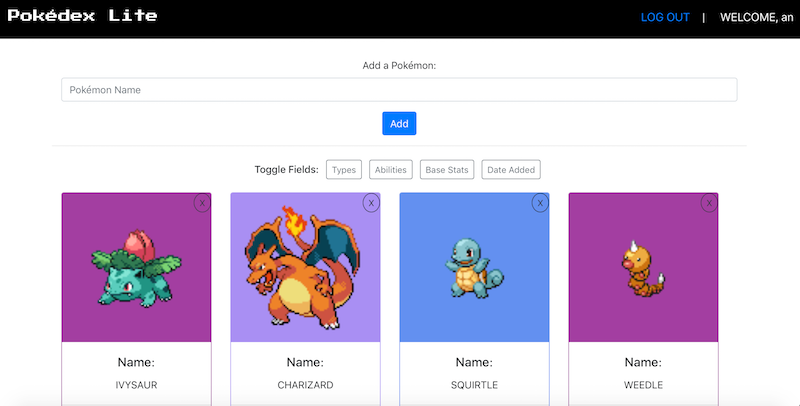 Pokédex Lite
LOG OUT | WELCOME, an
Add a Pokémon:
Pokémon Name
Add
Toggle Fields: Types Abilities Base Stats Date Added
X X X X
Name: Name: Name: Name:
IVYSAUR CHARIZARD SQUIRTLE WEEDLE